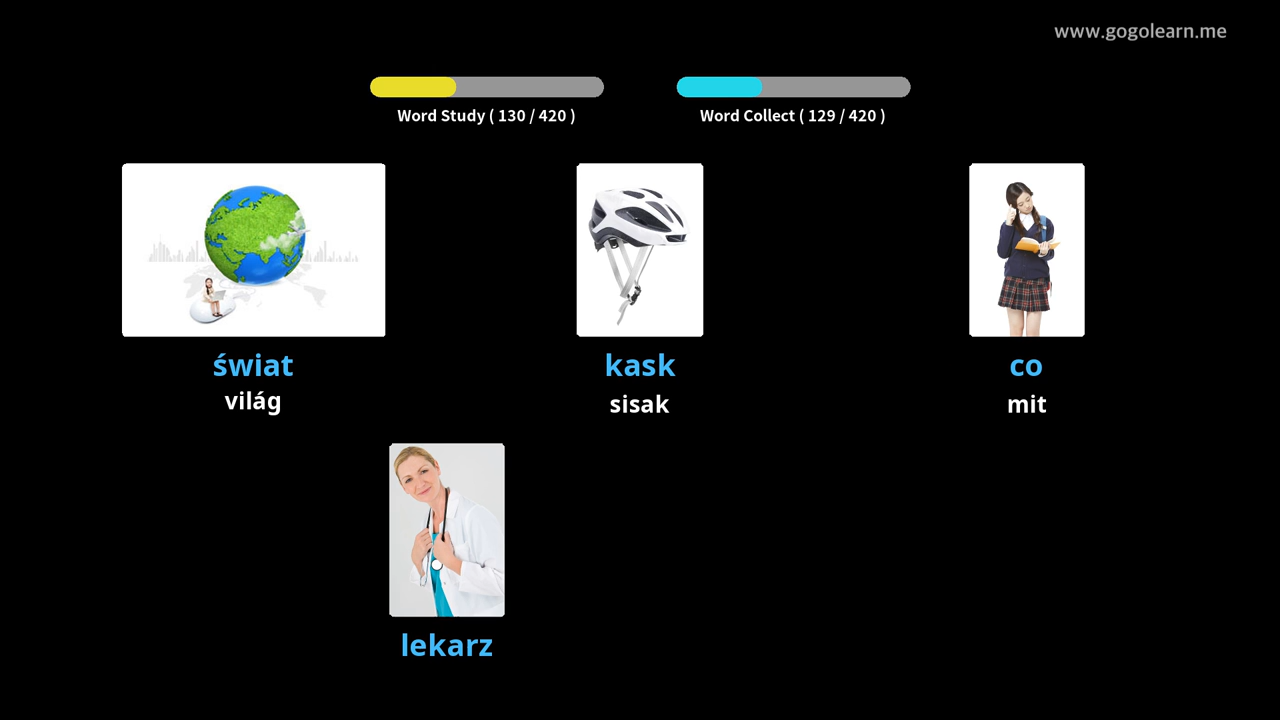 www.gogolearn.me
Word Study ( 130 / 420 )
Word Collect ( 129 / 420 )
świat
kask
co
világ
sisak
mit
lekarz